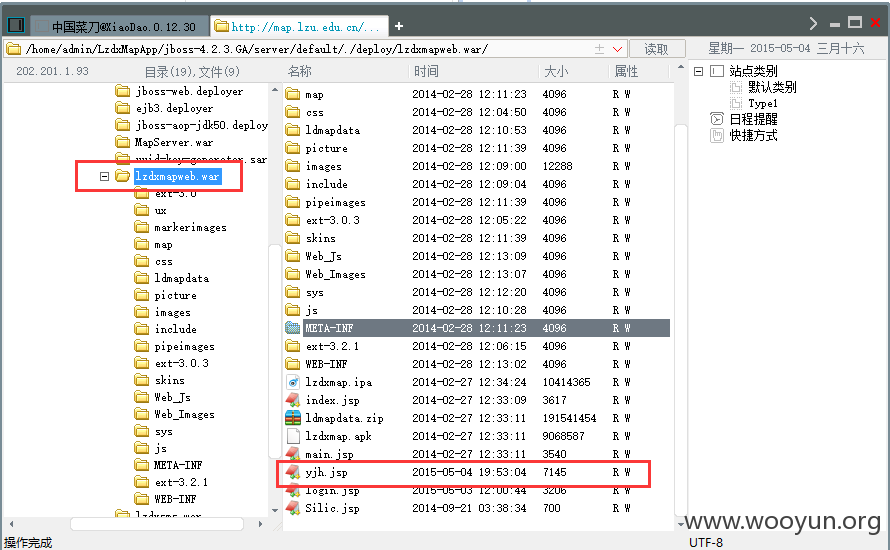 中国菜刀@XiaoDao.0.12.30 http://map.lzu.edu.cn/... +
/home/admin/LzdxMapApp/jboss-4.2.3.GA/server/default/./deploy/lzdxmapweb.war/ 读取
星期一 2015-05-04 三月十六
202.201.1.93 目录(19),文件(9)
jboss-web.deployer
ejb3.deployer
jboss-aop-jdk50.deploy
MapServer.war
uuid-key-generator.sar
lzdxmapweb.war
ext-3.0
ux
markerimages
map
css
ldmapdata
picture
images
include
pipeimages
ext-3.0.3
skins
Web_Js
Web_Images
sys
js
META-INF
ext-3.2.1
WEB-INF
名称 时间 大小 属性
map 2014-02-28 12:11:23 4096 R W
css 2014-02-28 12:04:50 4096 R W
ldmapdata 2014-02-28 12:10:53 4096 R W
picture 2014-02-28 12:11:39 4096 R W
images 2014-02-28 12:09:00 12288 R W
include 2014-02-28 12:09:04 4096 R W
pipeimages 2014-02-28 12:11:39 4096 R W
ext-3.0.3 2014-02-28 12:05:22 4096 R W
skins 2014-02-28 12:11:39 4096 R W
Web_Js 2014-02-28 12:13:09 4096 R W
Web_Images 2014-02-28 12:13:07 4096 R W
sys 2014-02-28 12:12:20 4096 R W
js 2014-02-28 12:10:28 4096 R W
META-INF 2014-02-28 12:11:23 4096 R W
ext-3.2.1 2014-02-28 12:06:15 4096 R W
WEB-INF 2014-02-28 12:13:02 4096 R W
lzdxmap.ipa 2014-02-27 12:34:24 10414365 R W
index.jsp 2014-02-27 12:33:09 3617 R W
ldmapdata.zip 2014-02-27 12:33:11 191541454 R W
lzdxmap.apk 2014-02-27 12:33:11 9068587 R W
main.jsp 2014-02-27 12:33:11 3540 R W
yjh.jsp 2015-05-04 19:53:04 7145 R W
login.jsp 2015-05-03 12:00:44 3206 R W
Silic.jsp 2014-09-21 03:38:34 700 R W
站点类别
默认类别
Type1
日程提醒
快捷方式
www.wooyun.org
操作完成
UTF-8